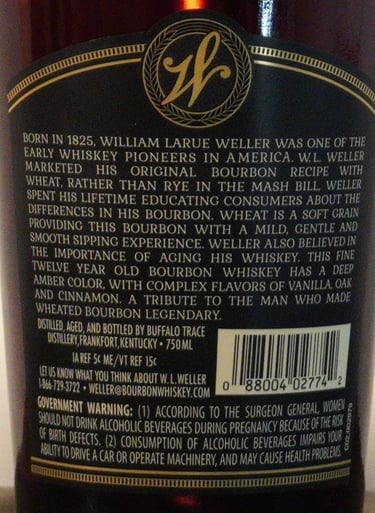 W
BORN IN 1825, WILLIAM LARUE WELLER WAS ONE OF THE
EARLY WHISKEY PIONEERS IN AMERICA. W.L. WELLER
MARKETED HIS ORIGINAL BOURBON RECIPE WITH
WHEAT, RATHER THAN RYE IN THE MASH BILL. WELLER
SPENT HIS LIFETIME EDUCATING CONSUMERS ABOUT THE
DIFFERENCES IN HIS BOURBON. WHEAT IS A SOFT GRAIN
PROVIDING THIS BOURBON WITH A MILD, GENTLE AND
SMOOTH SIPPING EXPERIENCE. WELLER ALSO BELIEVED IN
THE IMPORTANCE OF AGING HIS WHISKEY. THIS FINE
TWELVE YEAR OLD BOURBON WHISKEY HAS A DEEP
AMBER COLOR, WITH COMPLEX FLAVORS OF VANILLA, OAK
AND CINNAMON. A TRIBUTE TO THE MAN WHO MADE
WHEATED BOURBON LEGENDARY.
DISTILLED, AGED, AND BOTTLED BY BUFFALO TRACE
DISTILLERY, FRANKFORT, KENTUCKY • 750 ML
IA REF 5¢ ME/VT REF 15¢
LET US KNOW WHAT YOU THINK ABOUT W. L. WELLER
1-866-729-3722 • WELLER@BOURBONWHISKEY.COM
0 88004 02774 2
GOVERNMENT WARNING: (1) ACCORDING TO THE SURGEON GENERAL, WOMEN
SHOULD NOT DRINK ALCOHOLIC BEVERAGES DURING PREGNANCY BECAUSE OF THE RISK
OF BIRTH DEFECTS. (2) CONSUMPTION OF ALCOHOLIC BEVERAGES IMPAIRS YOUR
ABILITY TO DRIVE A CAR OR OPERATE MACHINERY, AND MAY CAUSE HEALTH PROBLEMS.